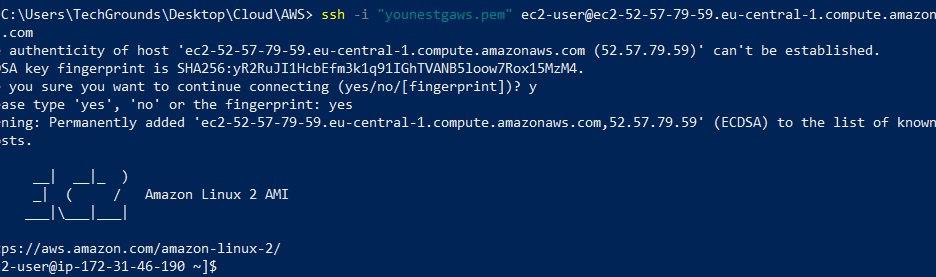 C:\Users\TechGrounds\Desktop\Cloud\AWS> ssh -i "younestgaws.pem" ec2-user@ec2-52-57-79-59.eu-central-1.compute.amazon
.com
authenticity of host 'ec2-52-57-79-59.eu-central-1.compute.amazonaws.com (52.57.79.59)' can't be established.
DSA key fingerprint is SHA256:yR2RuJI1HcbEfm3k1q91IGhTVANB5loow7Rox15MzM4.
you sure you want to continue connecting (yes/no/[fingerprint])? y
ase type 'yes', 'no' or the fingerprint: yes
ning: Permanently added 'ec2-52-57-79-59.eu-central-1.compute.amazonaws.com,52.57.79.59' (ECDSA) to the list of known
sts.
__|  __|_  )
_|  (     /   Amazon Linux 2 AMI
___|\___|___|
ps://aws.amazon.com/amazon-linux-2/
2-user@ip-172-31-46-190 ~]$